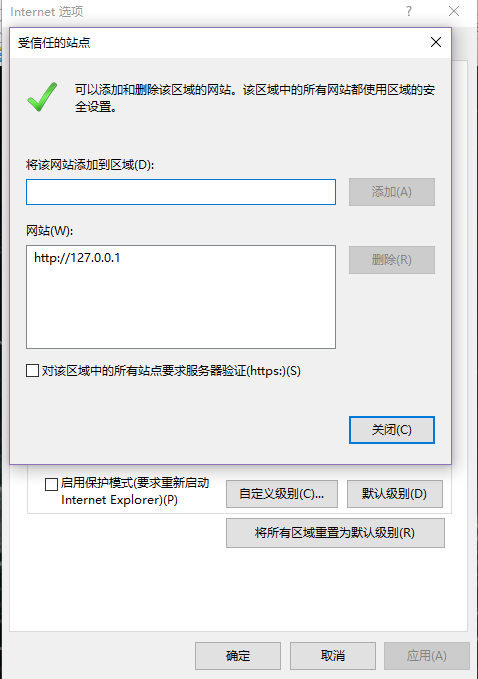 Internet 选项
?
受信任的站点
可以添加和删除该区域的网站。该区域中的所有网站都使用区域的安
全设置。
将该网站添加到区域(D):
添加(A)
网站(W):
http://127.0.0.1
删除(R)
对该区域中的所有站点要求服务器验证(https:)(S)
关闭(C)
启用保护模式(要求重新启动
Internet Explorer)(P)
自定义级别(C)...
默认级别(D)
将所有区域重置为默认级别(R)
确定
取消
应用(A)